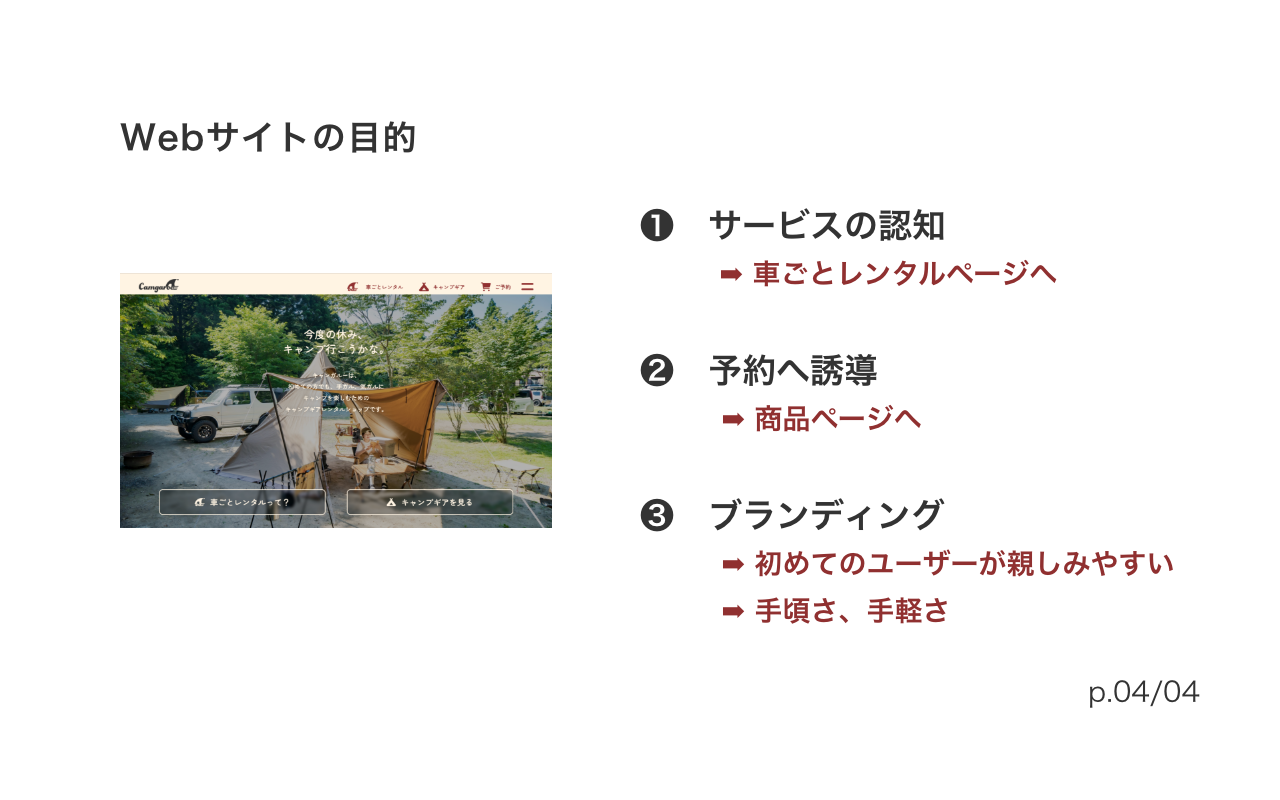 Webサイトの目的
Camgaroo
車ごとレンタル
キャンプギア
ご予約
今度の休み、
キャンプ行こうかな。
キャンガルーは、
初めての方でも、手ガル、気ガルに
キャンプを楽しむための
キャンプギアレンタルショップです。
車ごとレンタルって？
キャンプギアを見る
❶ サービスの認知
➡ 車ごとレンタルページへ
❷ 予約へ誘導
➡ 商品ページへ
❸ ブランディング
➡ 初めてのユーザーが親しみやすい
➡ 手頃さ、手軽さ
p.04/04